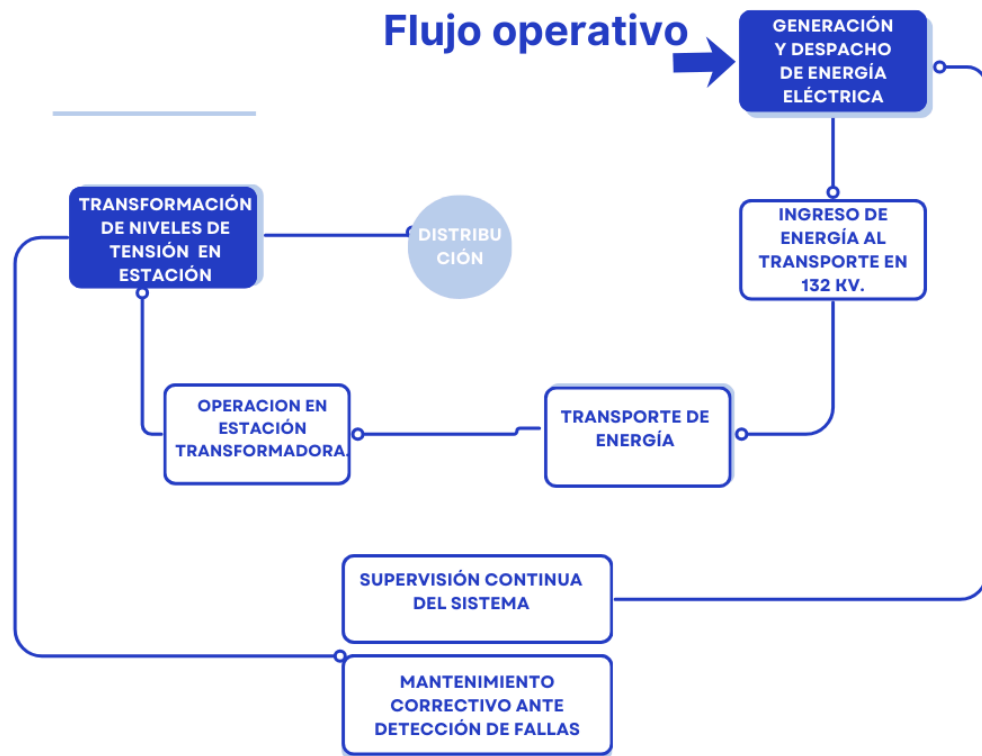 Flujo operativo
GENERACIÓN
Y DESPACHO
DE ENERGÍA
ELÉCTRICA
TRANSFORMACIÓN
DE NIVELES DE
TENSIÓN EN
ESTACIÓN
DISTRIBU
CIÓN
INGRESO DE
ENERGÍA AL
TRANSPORTE EN
132 KV.
OPERACION EN
ESTACIÓN
TRANSFORMADORA.
TRANSPORTE DE
ENERGÍA
SUPERVISIÓN CONTINUA
DEL SISTEMA
MANTENIMIENTO
CORRECTIVO ANTE
DETECCIÓN DE FALLAS